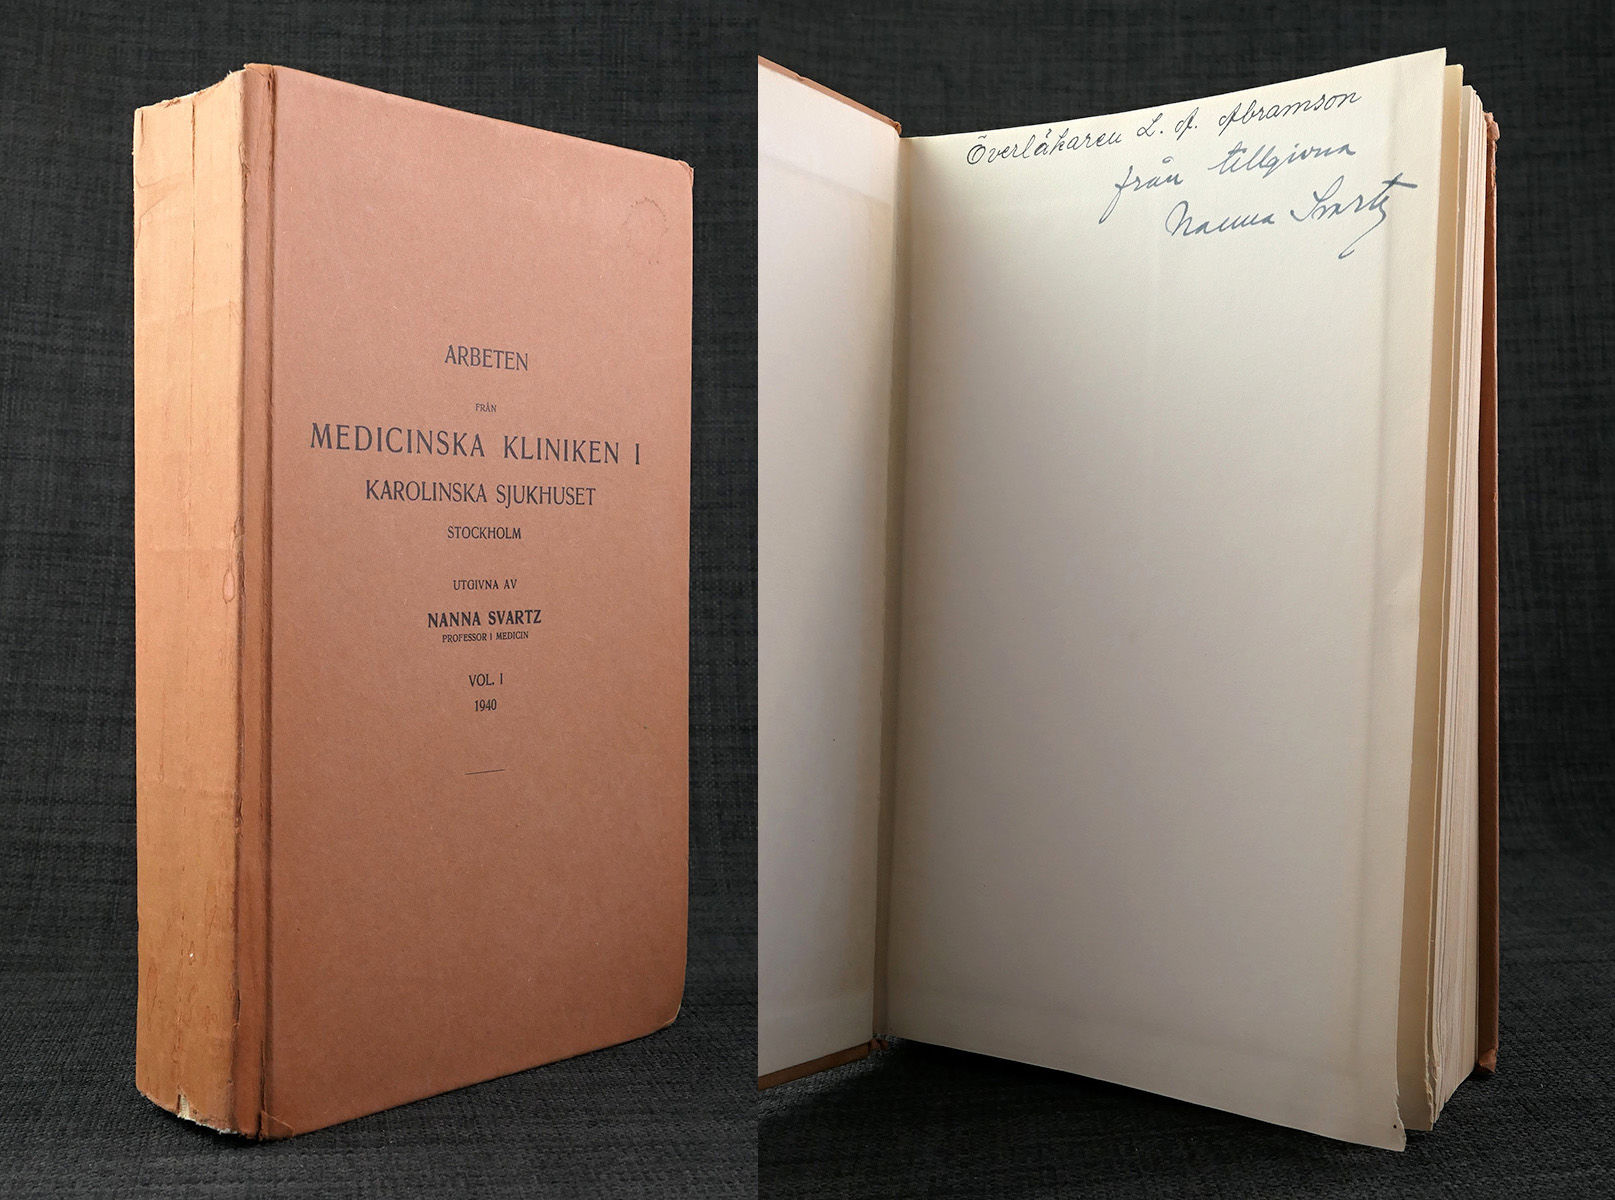 ARBETEN
FRÅN
MEDICINSKA KLINIKEN I
KAROLINSKA SJUKHUSET
STOCKHOLM
UTGIVNA AV
NANNA SVARTZ
PROFESSOR I MEDICIN
VOL. I
1940
Överläkaren L. A. Abramson
från tillgivna
Nanna Svartz